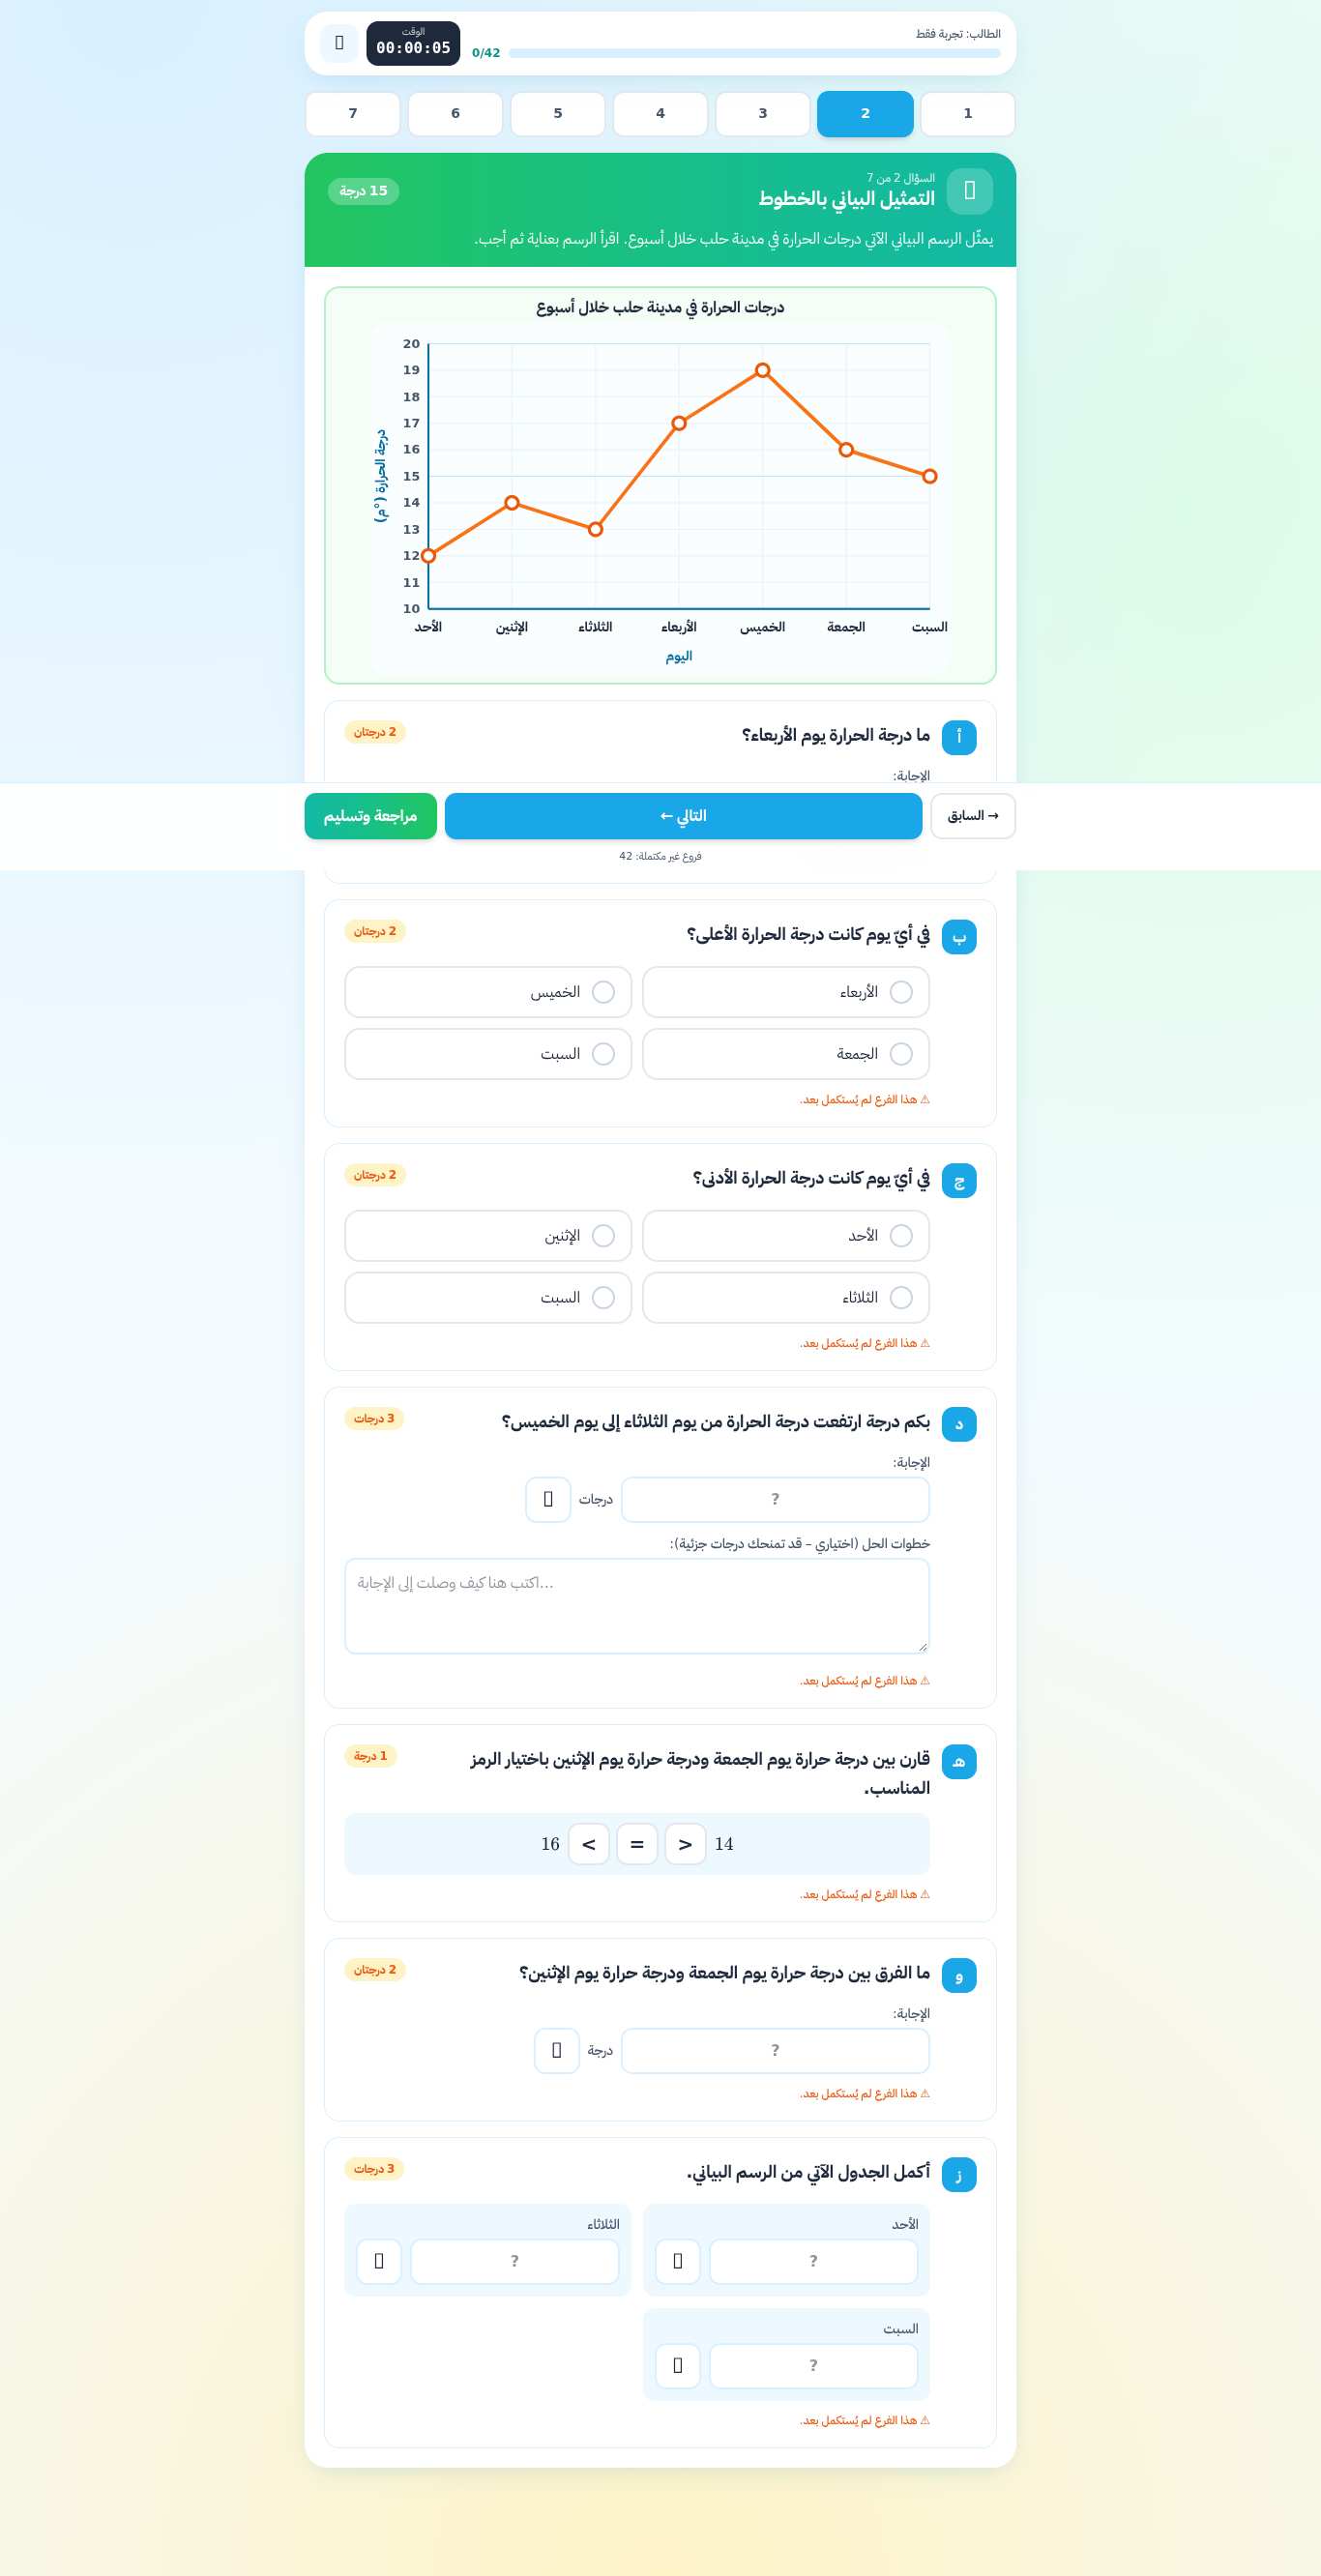 الطالب: تجربة فقط
0/42
الوقت
00:00:05
1
2
3
4
5
6
7
السؤال 2 من 7
التمثيل البياني بالخطوط
15 درجة
يمثّل الرسم البياني الآتي درجات الحرارة في مدينة حلب خلال أسبوع. اقرأ الرسم بعناية ثم أجب.
درجات الحرارة في مدينة حلب خلال أسبوع
20
19
18
17
16
15
14
13
12
11
10
درجة الحرارة (°م)
الأحد
الإثنين
الثلاثاء
الأربعاء
الخميس
الجمعة
السبت
اليوم
أ
ما درجة الحرارة يوم الأربعاء؟
2 درجتان
الإجابة:
→ السابق
التالي ←
مراجعة وتسليم
فروع غير مكتملة: 42
ب
في أيّ يوم كانت درجة الحرارة الأعلى؟
2 درجتان
الأربعاء
الخميس
الجمعة
السبت
⚠ هذا الفرع لم يُستكمل بعد.
ج
في أيّ يوم كانت درجة الحرارة الأدنى؟
2 درجتان
الأحد
الإثنين
الثلاثاء
السبت
⚠ هذا الفرع لم يُستكمل بعد.
د
بكم درجة ارتفعت درجة الحرارة من يوم الثلاثاء إلى يوم الخميس؟
3 درجات
الإجابة:
?
درجات
خطوات الحل (اختياري – قد تمنحك درجات جزئية):
اكتب هنا كيف وصلت إلى الإجابة...
⚠ هذا الفرع لم يُستكمل بعد.
هـ
قارن بين درجة حرارة يوم الجمعة ودرجة حرارة يوم الإثنين باختيار الرمز
المناسب.
1 درجة
16 < = > 14
⚠ هذا الفرع لم يُستكمل بعد.
و
ما الفرق بين درجة حرارة يوم الجمعة ودرجة حرارة يوم الإثنين؟
2 درجتان
الإجابة:
?
درجة
⚠ هذا الفرع لم يُستكمل بعد.
ز
أكمل الجدول الآتي من الرسم البياني.
3 درجات
الأحد
?
الثلاثاء
?
السبت
?
⚠ هذا الفرع لم يُستكمل بعد.